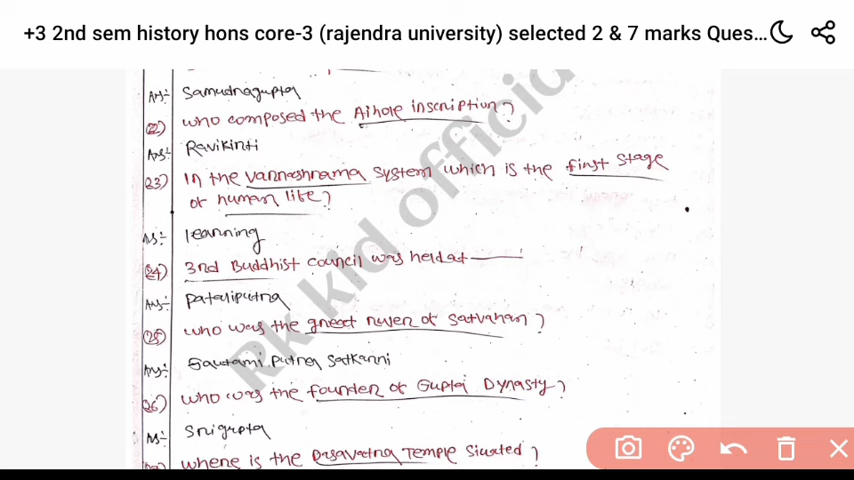 +3 2nd sem history hons core-3 (rajendra university) selected 2 & 7 marks Ques...
Ans:- Samudragupta
(22) who composed the Aihole inscription?
Ans:- Ravikirti
(23) In the varnashrama system which is the first stage
of human life?
Ans:- learning
(24) 3rd Buddhist council was held at ———
Ans:- Pataliputra
(25) who was the great ruler of Satvahan?
Ans:- Gautami Putra Satkarni
(26) who was the founder of Gupta Dynasty?
Ans:- Srigupta
where is the Dasavatra Temple Siuated?
RK kid official